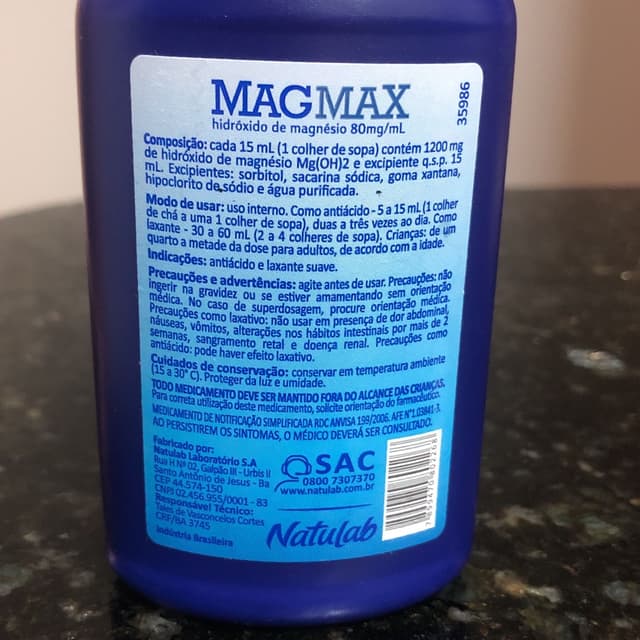 MAGMAX
hidróxido de magnésio 80mg/mL
35986
Composição: cada 15 mL (1 colher de sopa) contém 1200 mg
de hidróxido de magnésio Mg(OH)2 e excipiente q.s.p. 15
mL. Excipientes: sorbitol, sacarina sódica, goma xantana,
hipoclorito de sódio e água purificada.
Modo de usar: uso interno. Como antiácido - 5 a 15 mL (1 colher
de chá a uma 1 colher de sopa), duas a três vezes ao dia. Como
laxante - 30 a 60 mL (2 a 4 colheres de sopa). Crianças: de um
quarto a metade da dose para adultos, de acordo com a idade.
Indicações: antiácido e laxante suave.
Precauções e advertências: agite antes de usar. Precauções: não
ingerir na gravidez ou se estiver amamentando sem orientação
médica. No caso de superdosagem, procure orientação médica.
Precauções como laxativo: não usar em presença de dor abdominal,
náuseas, vômitos, alterações nos hábitos intestinais por mais de 2
semanas, sangramento retal e doença renal. Precauções como
antiácido: pode haver efeito laxativo.
Cuidados de conservação: conservar em temperatura ambiente
(15 a 30° C). Proteger da luz e umidade.
TODO MEDICAMENTO DEVE SER MANTIDO FORA DO ALCANCE DAS CRIANÇAS.
Para correta utilização deste medicamento, solicite orientação do farmacêutico.
MEDICAMENTO DE NOTIFICAÇÃO SIMPLIFICADA RDC ANVISA 199/2006. AFE N°1.03841-3.
AO PERSISTIREM OS SINTOMAS, O MÉDICO DEVERÁ SER CONSULTADO.
Fabricado por:
Natulab Laboratório S.A
Rua H Nº 02, Galpão III - Urbis II
Santo Antônio de Jesus - Ba
CEP 44.574-150
CNPJ 02.456.955/0001 - 83
Responsável Técnico:
Tales de Vasconcelos Cortes
CRF/BA 3745
Indústria Brasileira
SAC
0800 7307370
www.natulab.com.br
Natulab